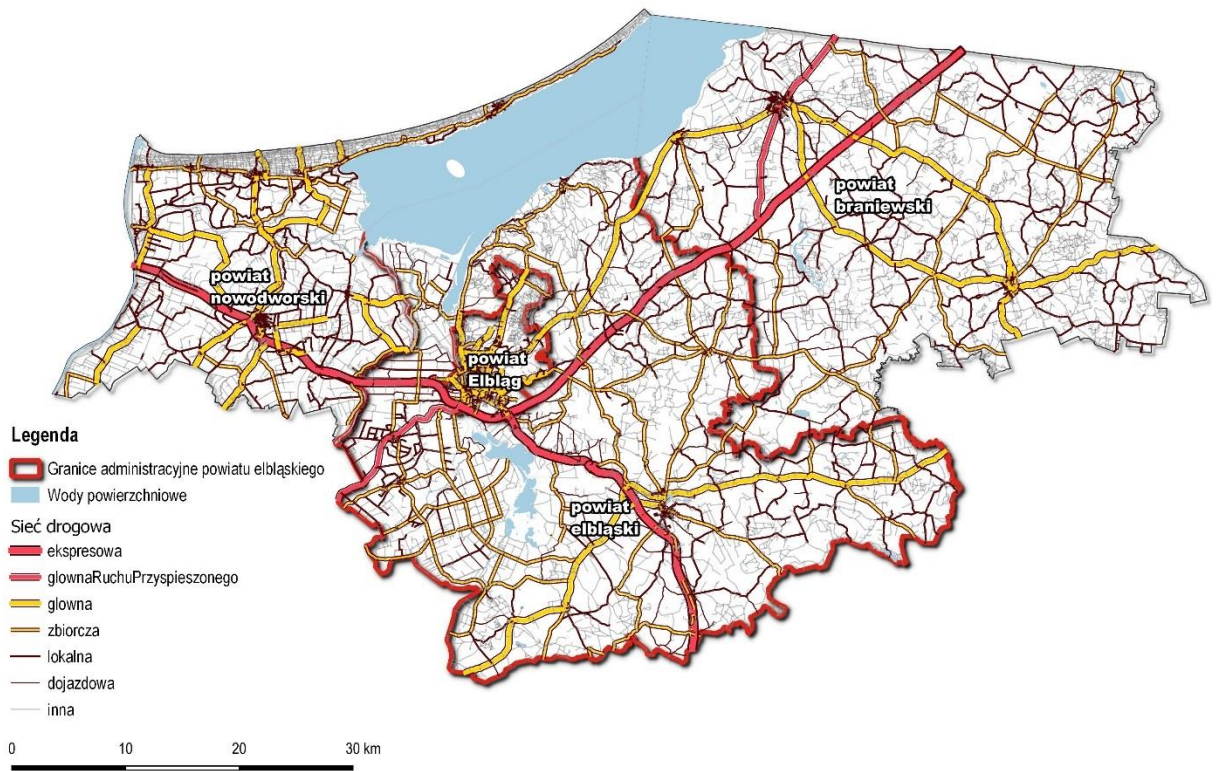 powiat
braniewski
powiat
nowodworski
powiat
Elbląg
powiat
elbląski
Legenda
Granice administracyjne powiatu elbląskiego
Wody powierzchniowe
Sieć drogowa
ekspresowa
glownaRuchuPrzyspieszonego
glowna
zbiorcza
lokalna
dojazdowa
inna
0 10 20 30 km